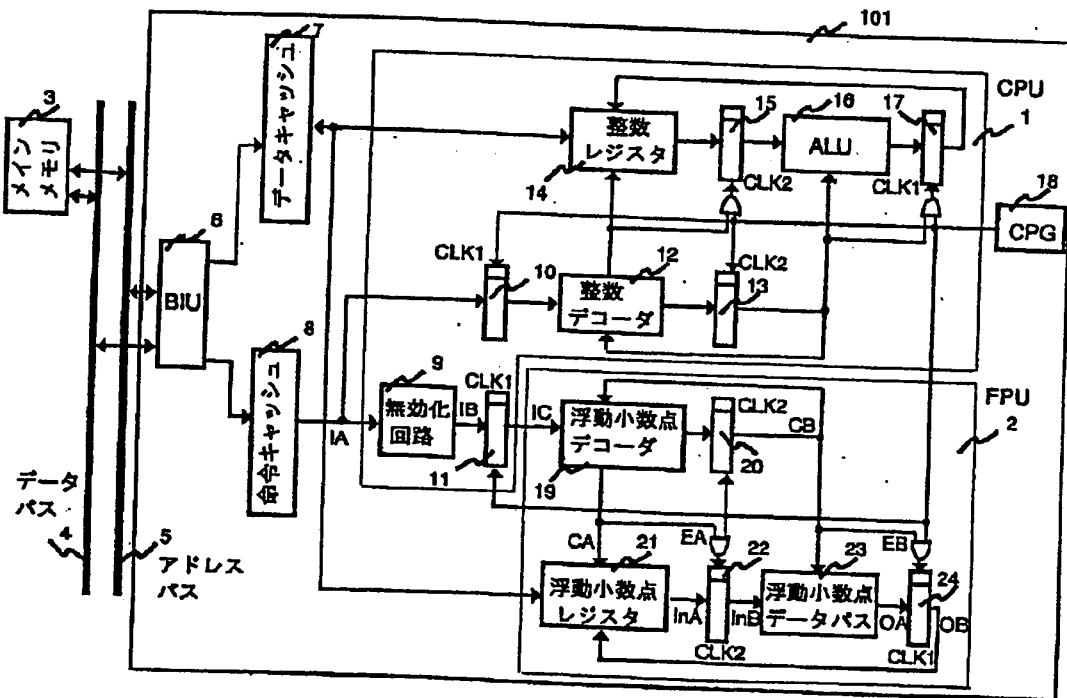 101
7
データキャッシュ
CPU
3
メイン
メモリ
整数
レジスタ
14
15
16
ALU
17
1
CLK2
CLK1
18
CPG
6
BIU
CLK1
10
12
整数
デコーダ
CLK2
13
8
命令キャッシュ
IA
9
無効化
回路
IB
CLK1
11
IC
浮動小数点
デコーダ
19
CLK2
20
CB
FPU
2
データ
バス
4
5
アドレス
バス
CA
EA
EB
21
浮動小数点
レジスタ
InA
22
CLK2
InB
23
浮動小数点
データパス
OA
24
OB
CLK1